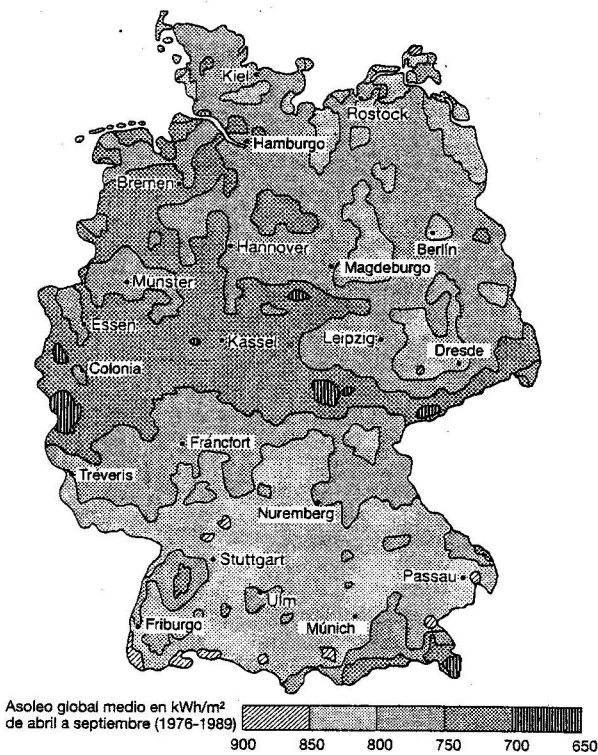 Kiel
Rostock
Hamburgo
Bremen
Hannover
Berlín
Magdeburgo
Münster
Essen
Kassel
Leipzig
Dresde
Colonia
Fráncfort
Tréveris
Nuremberg
Stuttgart
Passau
Ulm
Friburgo
Múnich
Asoleo global medio en kWh/m²
de abril a septiembre (1976-1989)
900 850 800 750 700 650